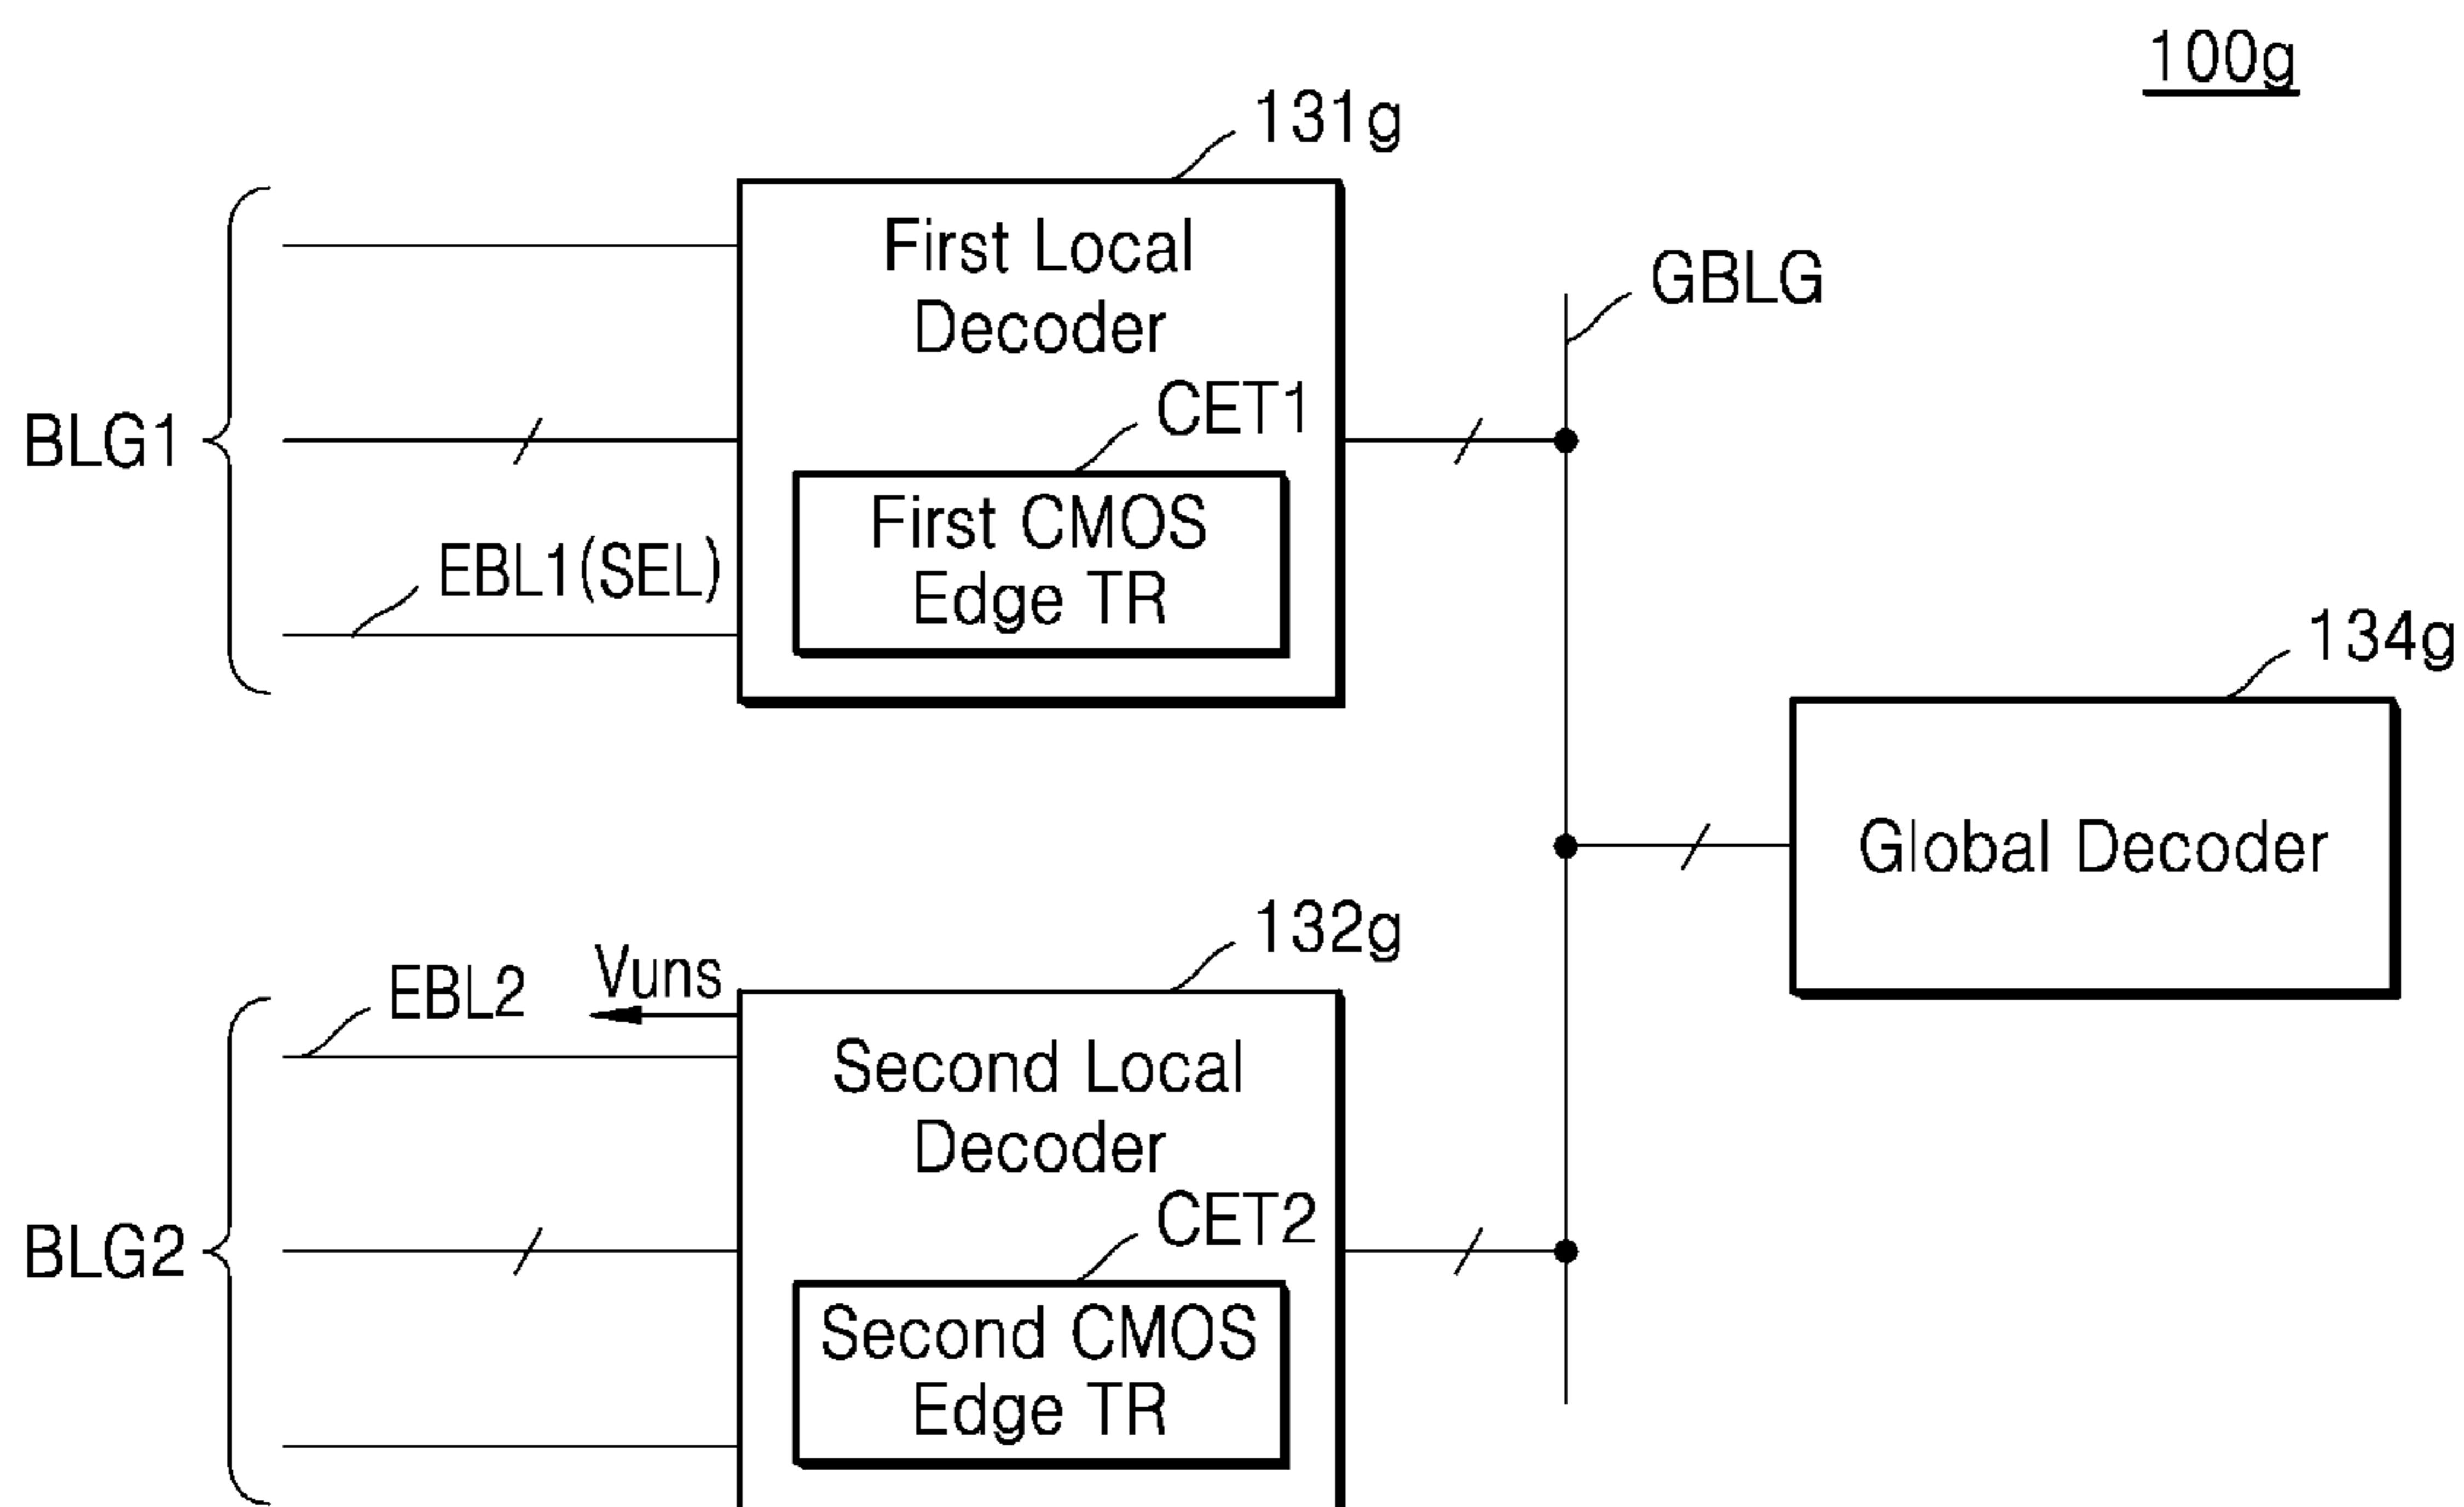 100g
131g
First Local
Decoder
GBLG
CET1
BLG1
First CMOS
Edge TR
EBL1(SEL)
134g
Global Decoder
132g
Vuns
EBL2
Second Local
Decoder
CET2
BLG2
Second CMOS
Edge TR